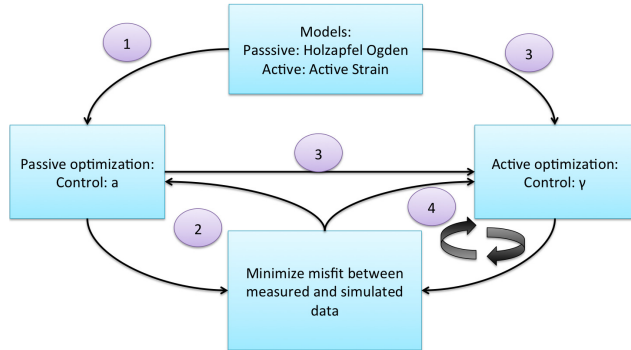 Models:
Passsive: Holzapfel Ogden
Active: Active Strain
1
3
Passive optimization:
Control: a
3
Active optimization:
Control: γ
2
4
Minimize misfit between
measured and simulated
data